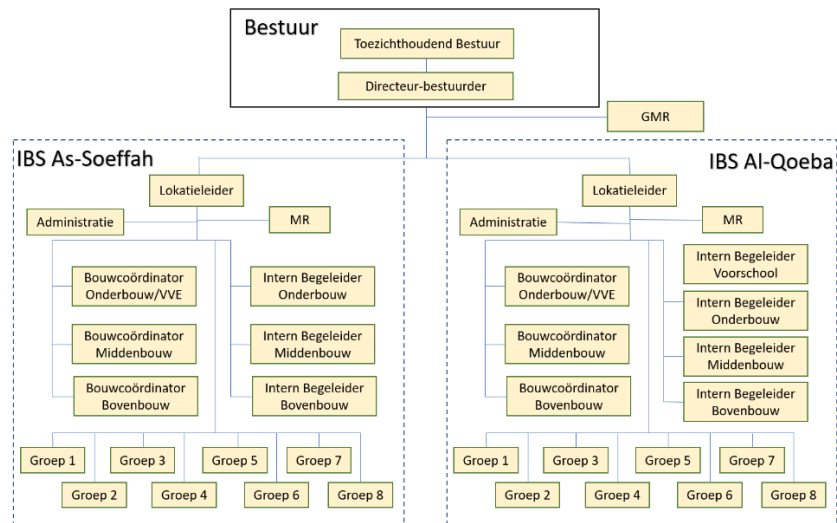 Bestuur
Toezichthoudend Bestuur
Directeur-bestuurder
GMR
IBS As-Soeffah
Lokatieleider
Administratie
MR
Bouwcoördinator
Onderbouw/VVE
Intern Begeleider
Onderbouw
Bouwcoördinator
Middenbouw
Intern Begeleider
Middenbouw
Bouwcoördinator
Bovenbouw
Intern Begeleider
Bovenbouw
Groep 1
Groep 3
Groep 5
Groep 7
Groep 2
Groep 4
Groep 6
Groep 8
IBS Al-Qoeba
Lokatieleider
Administratie
MR
Intern Begeleider
Voorschool
Bouwcoördinator
Onderbouw/VVE
Intern Begeleider
Onderbouw
Bouwcoördinator
Middenbouw
Intern Begeleider
Middenbouw
Bouwcoördinator
Bovenbouw
Intern Begeleider
Bovenbouw
Groep 1
Groep 3
Groep 5
Groep 7
Groep 2
Groep 4
Groep 6
Groep 8